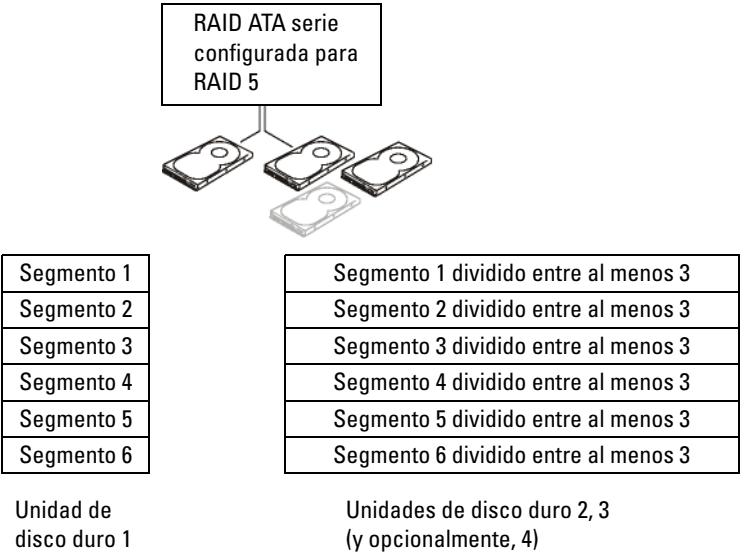 RAID ATA serie
configurada para
RAID 5
Segmento 1
Segmento 2
Segmento 3
Segmento 4
Segmento 5
Segmento 6
Segmento 1 dividido entre al menos 3
Segmento 2 dividido entre al menos 3
Segmento 3 dividido entre al menos 3
Segmento 4 dividido entre al menos 3
Segmento 5 dividido entre al menos 3
Segmento 6 dividido entre al menos 3
Unidad de
disco duro 1
Unidades de disco duro 2, 3
(y opcionalmente, 4)